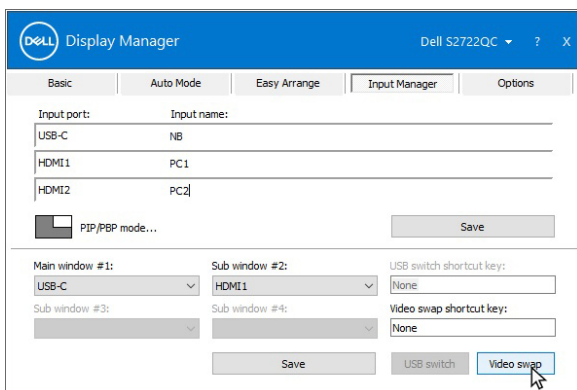 DELL Display Manager Dell S2722QC ? X
Basic Auto Mode Easy Arrange Input Manager Options
Input port: Input name:
USB-C NB
HDMI1 PC1
HDMI2 PC2
PIP/PBP mode... Save
Main window #1: Sub window #2: USB switch shortcut key:
USB-C HDMI1 None
Sub window #3: Sub window #4: Video swap shortcut key:
None
Save USB switch Video swap